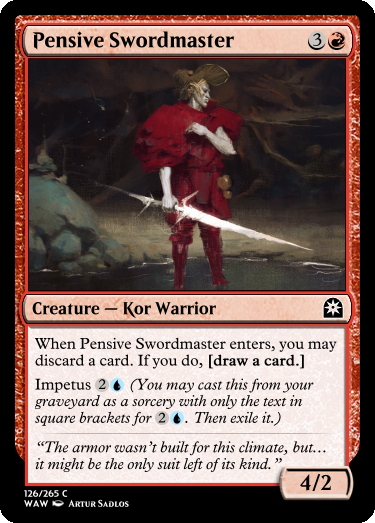 Pensive Swordmaster 3
Creature — Kor Warrior
When Pensive Swordmaster enters, you may
discard a card. If you do, [draw a card.]
Impetus 2 (You may cast this from your
graveyard as a sorcery with only the text in
square brackets for 2. Then exile it.)
“The armor wasn’t built for this climate, but…
it might be the only suit left of its kind.”
4/2
126/265 C
WAW Artur Sadlos